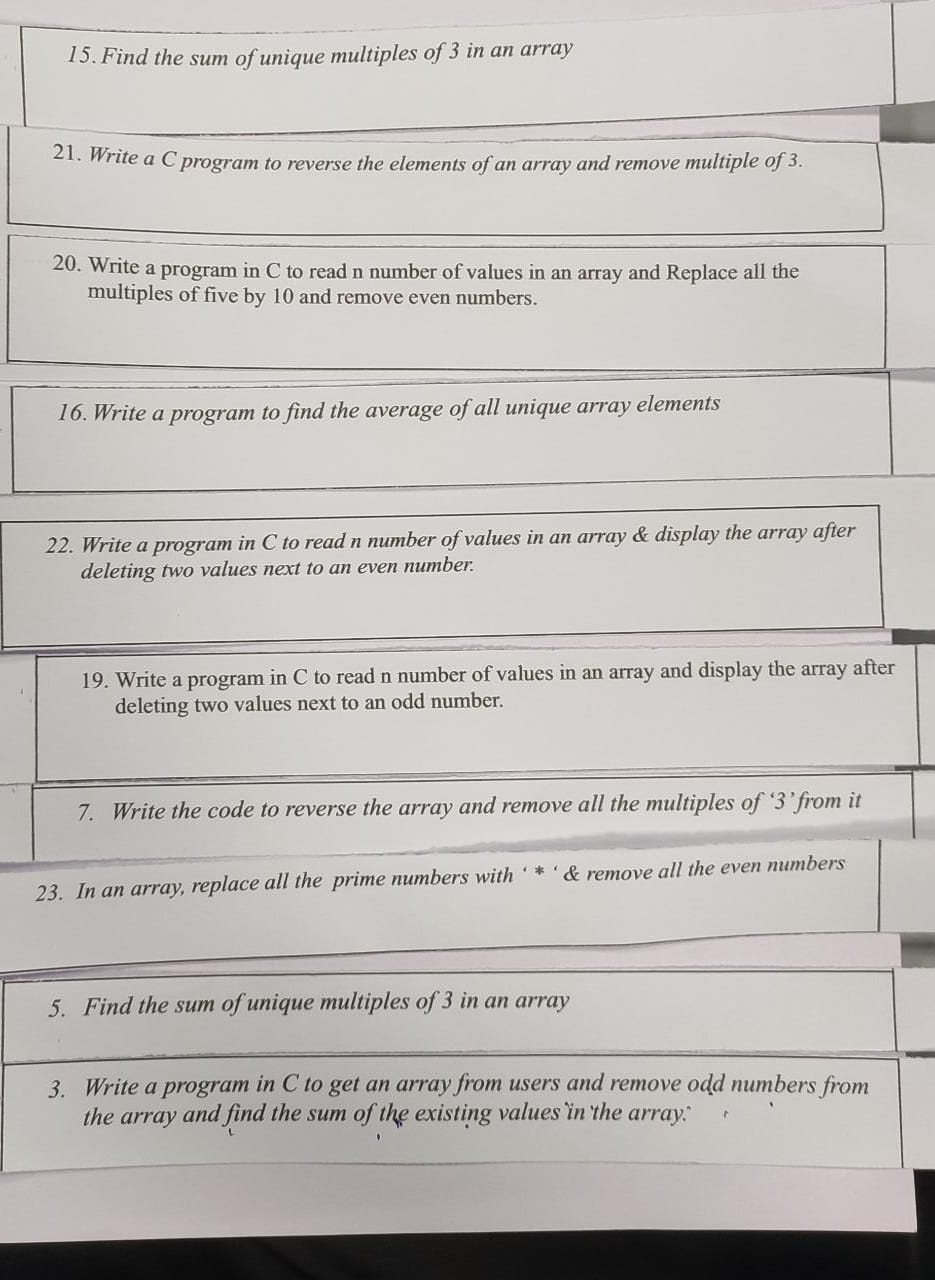 15. Find the sum of unique multiples of 3 in an array
21. Write a C program to reverse the elements of an array and remove multiple of 3.
20. Write a program in C to read n number of values in an array and Replace all the
multiples of five by 10 and remove even numbers.
16. Write a program to find the average of all unique array elements
22. Write a program in C to read n number of values in an array & display the array after
deleting two values next to an even number.
19. Write a program in C to read n number of values in an array and display the array after
deleting two values next to an odd number.
7. Write the code to reverse the array and remove all the multiples of ‘3’ from it
23. In an array, replace all the prime numbers with ‘ * ‘ & remove all the even numbers
5. Find the sum of unique multiples of 3 in an array
3. Write a program in C to get an array from users and remove odd numbers from
the array and find the sum of the existing values in the array.